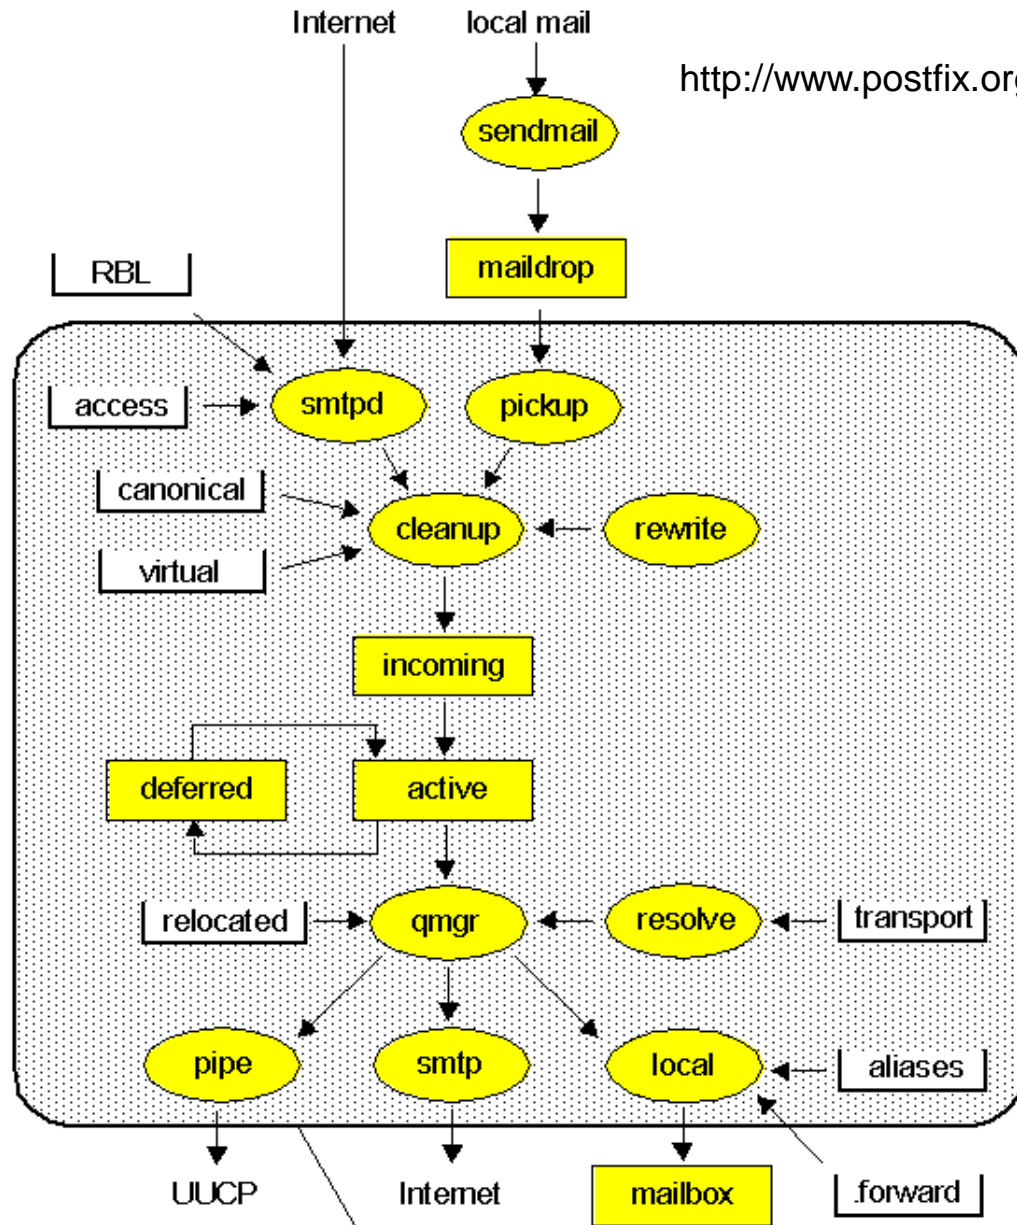 Internet
local mail
http://www.postfix.org
sendmail
maildrop
RBL
smtpd
pickup
access
canonical
cleanup
rewrite
virtual
incoming
deferred
active
relocated
qmgr
resolve
transport
pipe
smtp
local
aliases
UUCP
Internet
mailbox
.forward